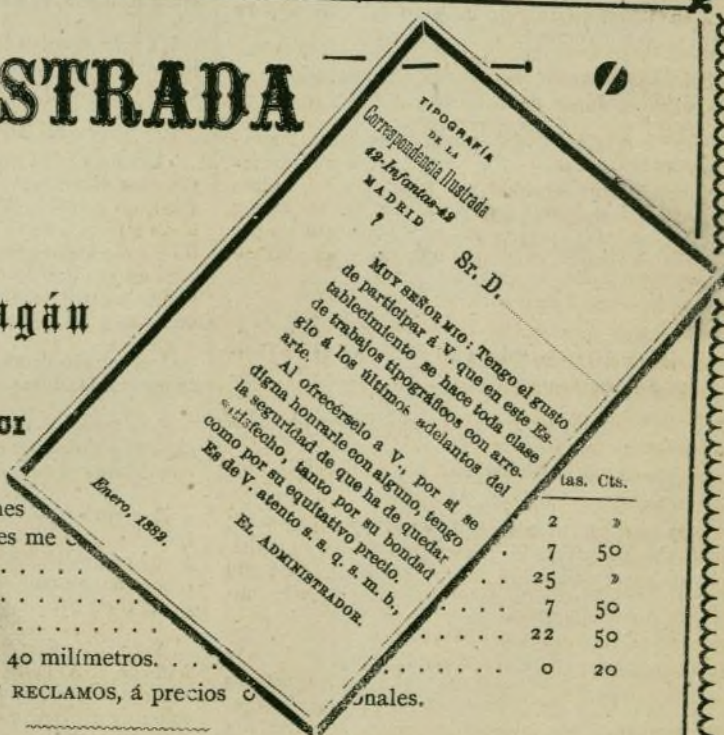 STRADA
TIPOGRAFÍA
DE LA
Correspondencia Ilustrada
42-Infantas-42
MADRID
?
Sr. D.
MUY SEÑOR MIO: Tengo el gusto
de participar á V. que en este Es-
tablecimiento se hace toda clase
de trabajos tipográficos con arre-
glo á los últimos adelantos del
arte.
Al ofrecérselo a V., por si se
digna honrarle con alguno, tengo
la seguridad de que ha de quedar
satisfecho, tanto por su bondad
como por su equitativo precio.
Es de V. atento s. s. q. s. m. b.,
EL ADMINISTRADOR.
Enero, 1882.
tas. Cts.
2 »
es me
7 50
25 »
7 50
22 50
40 milímetros. 0 20
RECLAMOS, á precios